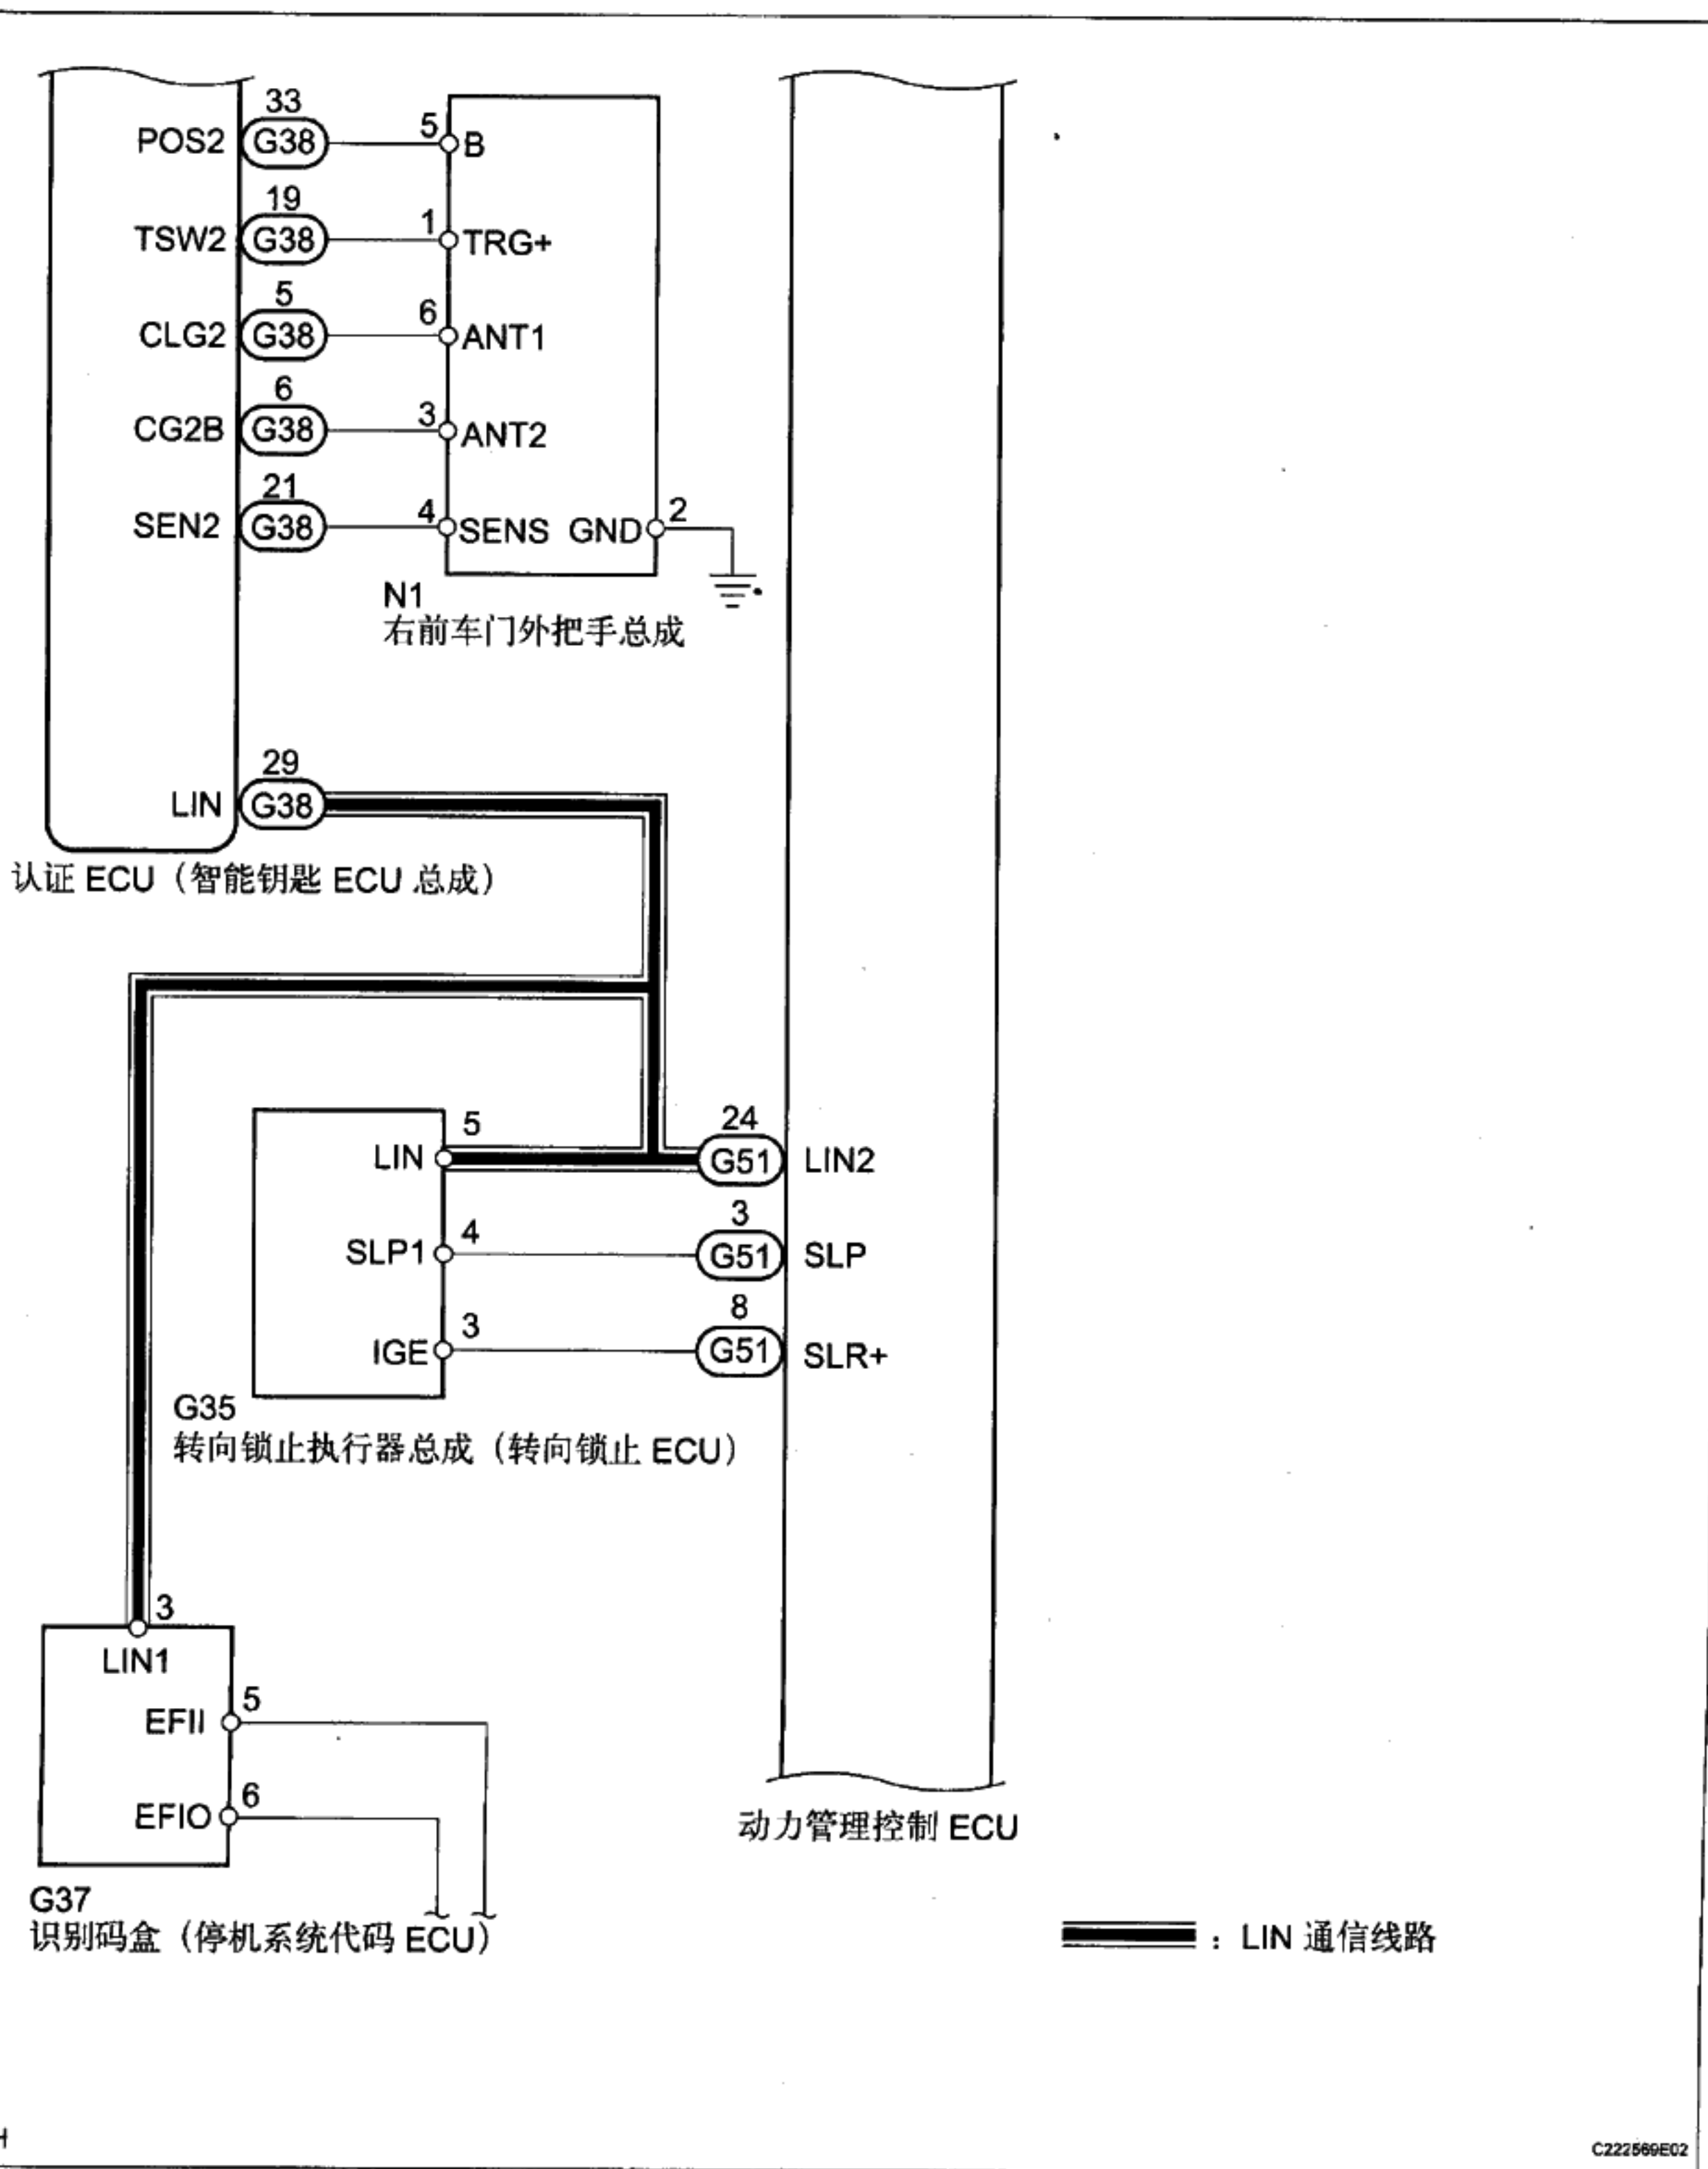 33
POS2 G38 5 B
19
TSW2 G38 1 TRG+
5
CLG2 G38 6 ANT1
6
CG2B G38 3 ANT2
21
SEN2 G38 4 SENS GND 2
N1
右前车门外把手总成
29
LIN G38
认证 ECU（智能钥匙 ECU 总成）
24
LIN 5 G51 LIN2
3
SLP1 4 G51 SLP
8
IGE 3 G51 SLR+
G35
转向锁止执行器总成（转向锁止 ECU）
3
LIN1
EFII 5
EFIO 6
动力管理控制 ECU
G37
识别码盒（停机系统代码 ECU）
：LIN 通信线路
C222569E02